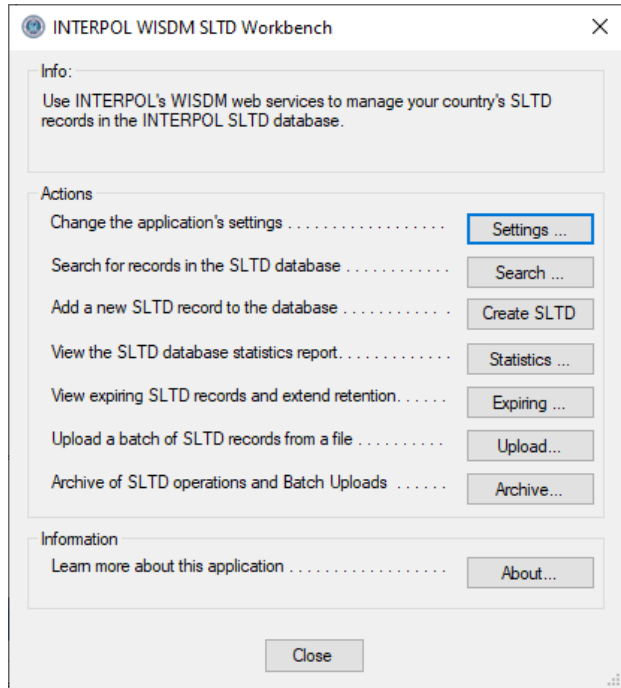 INTERPOL WISDM SLTD Workbench
Info:
Use INTERPOL's WISDM web services to manage your country's SLTD
records in the INTERPOL SLTD database.
Actions
Change the application's settings . . . . . . . . . . . . . . . . . . Settings ...
Search for records in the SLTD database . . . . . . . . . . . . Search ...
Add a new SLTD record to the database . . . . . . . . . . . . Create SLTD
View the SLTD database statistics report. . . . . . . . . . . . . Statistics ...
View expiring SLTD records and extend retention. . . . . . Expiring ...
Upload a batch of SLTD records from a file . . . . . . . . . . Upload...
Archive of SLTD operations and Batch Uploads . . . . . . Archive...
Information
Learn more about this application . . . . . . . . . . . . . . . . . . About...
Close